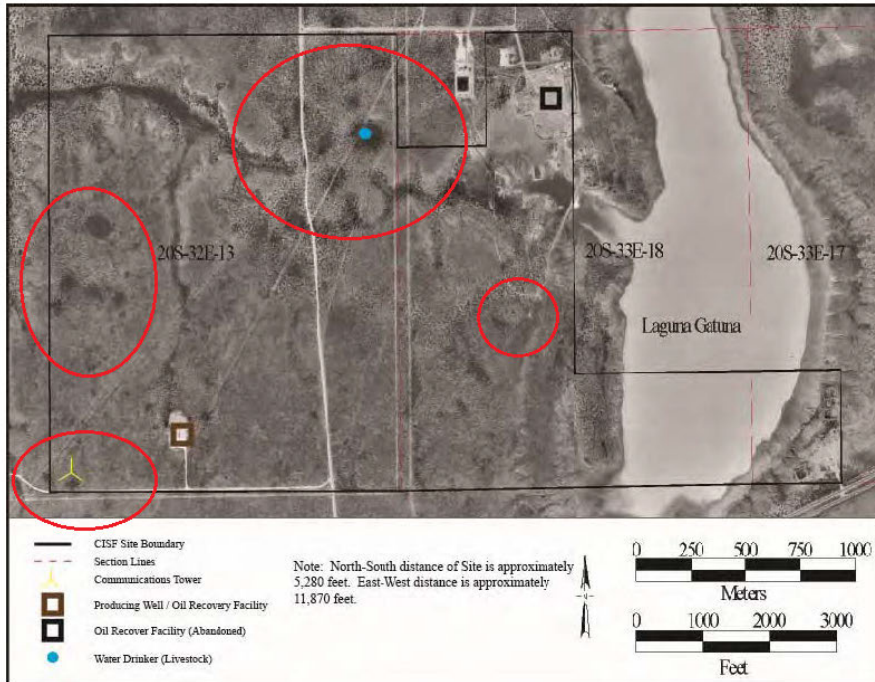 20S-32E-13
20S-33E-18
20S-33E-17
Laguna Gatuna
CISF Site Boundary
Section Lines
Communications Tower
Producing Well / Oil Recovery Facility
Oil Recover Facility (Abandoned)
Water Drinker (Livestock)
Note: North-South distance of Site is approximately
5,280 feet. East-West distance is approximately
11,870 feet.
0 250 500 750 1000
Meters
0 1000 2000 3000
Feet